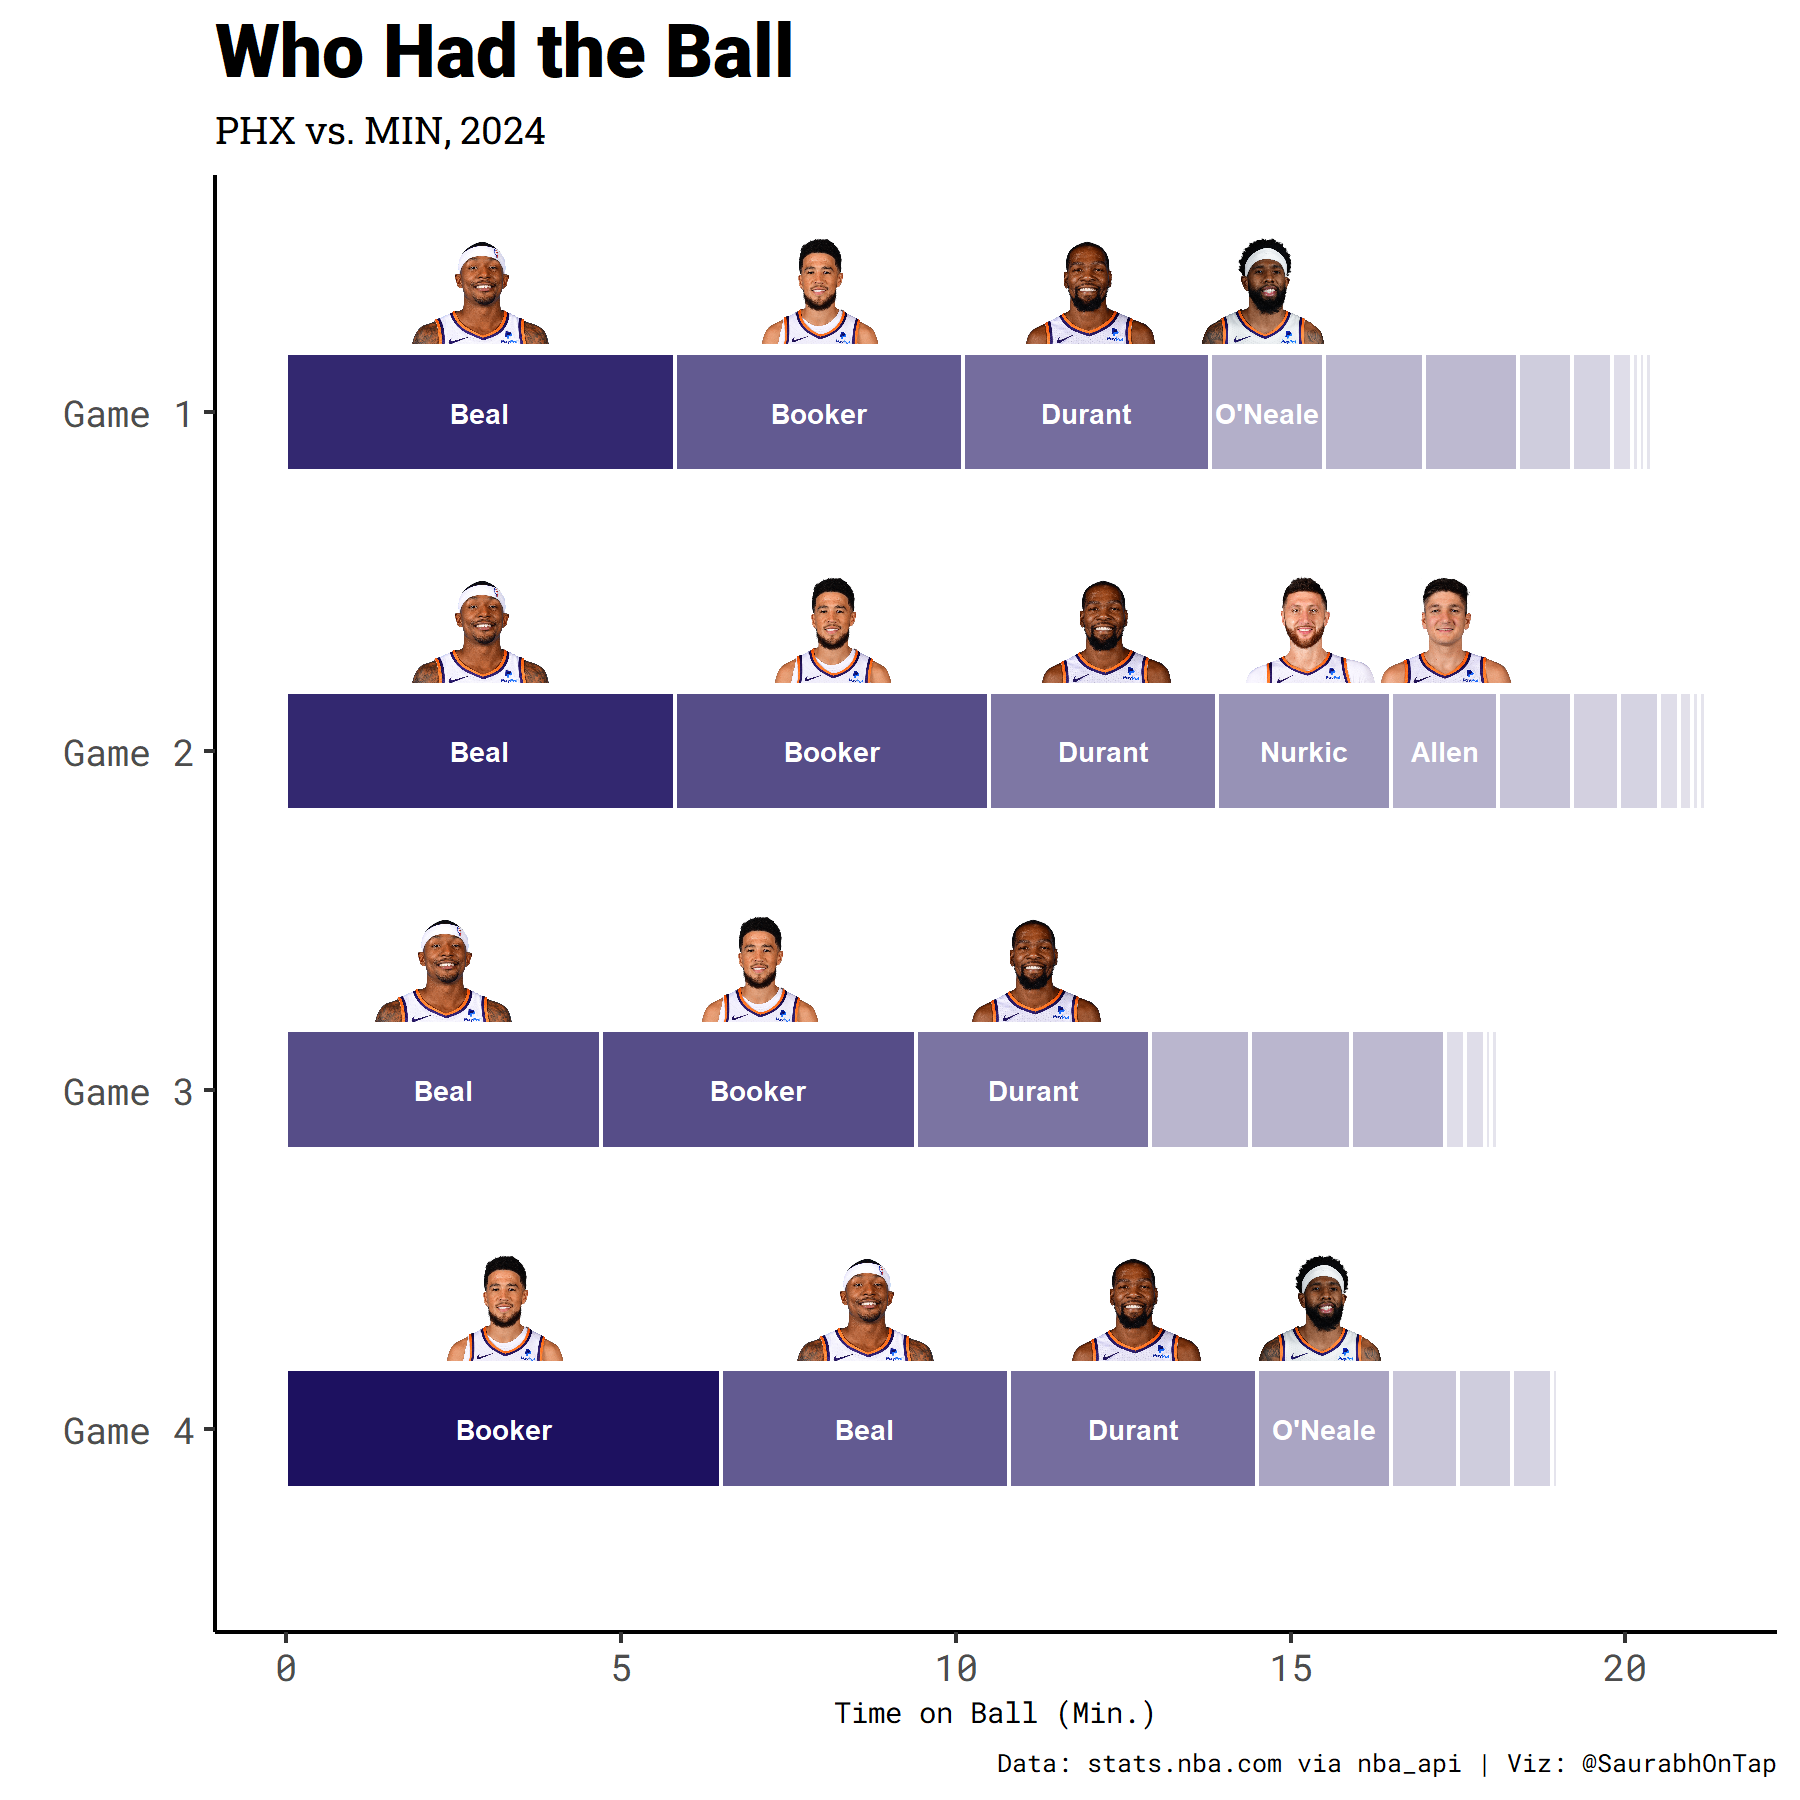 Who Had the Ball
PHX vs. MIN, 2024
Game 1
Beal
Booker
Durant
O'Neale
Game 2
Beal
Booker
Durant
Nurkic
Allen
Game 3
Beal
Booker
Durant
Game 4
Booker
Beal
Durant
O'Neale
0 5 10 15 20
Time on Ball (Min.)
Data: stats.nba.com via nba_api | Viz: @SaurabhOnTap